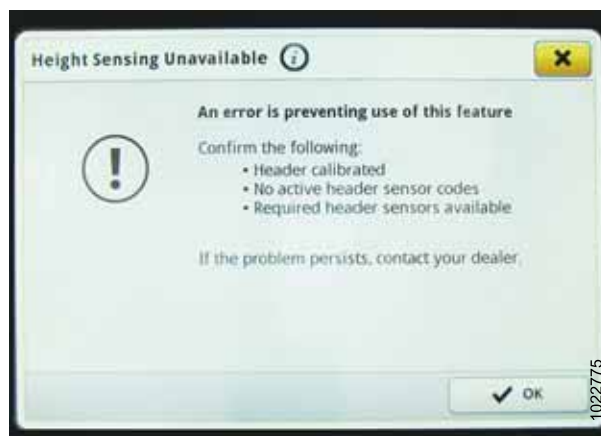 Height Sensing Unavailable
An error is preventing use of this feature
Confirm the following:
• Header calibrated
• No active header sensor codes
• Required header sensors available
If the problem persists, contact your dealer.
OK
1022775